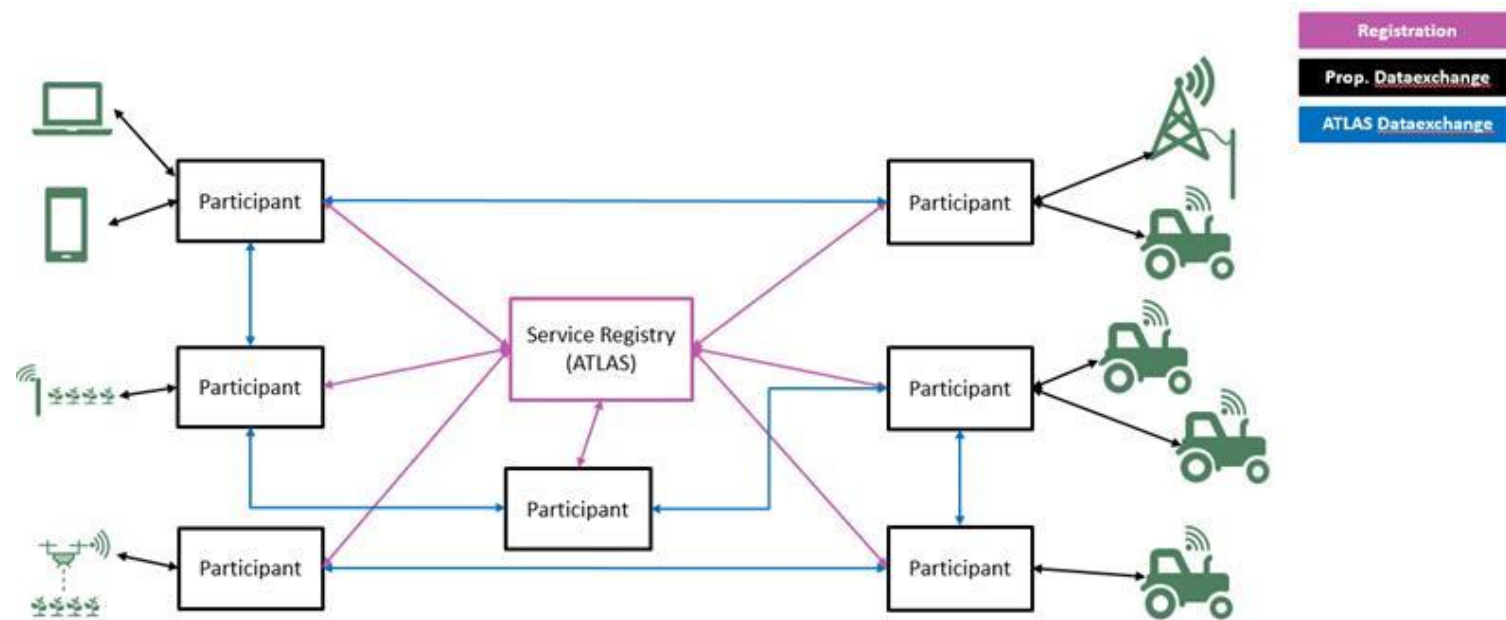 Registration
Prop. Dataexchange
ATLAS Dataexchange
Participant
Participant
Service Registry
(ATLAS)
Participant
Participant
Participant
Participant
Participant